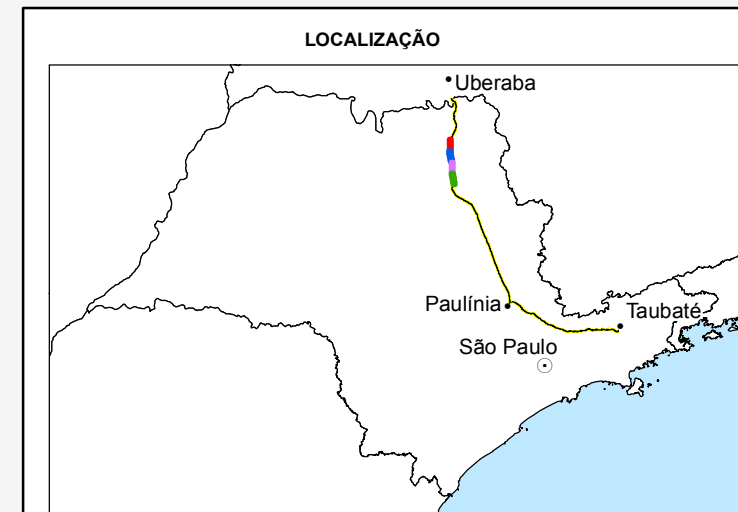 LOCALIZAÇÃO
Uberaba
Paulínia
Taubaté
São Paulo